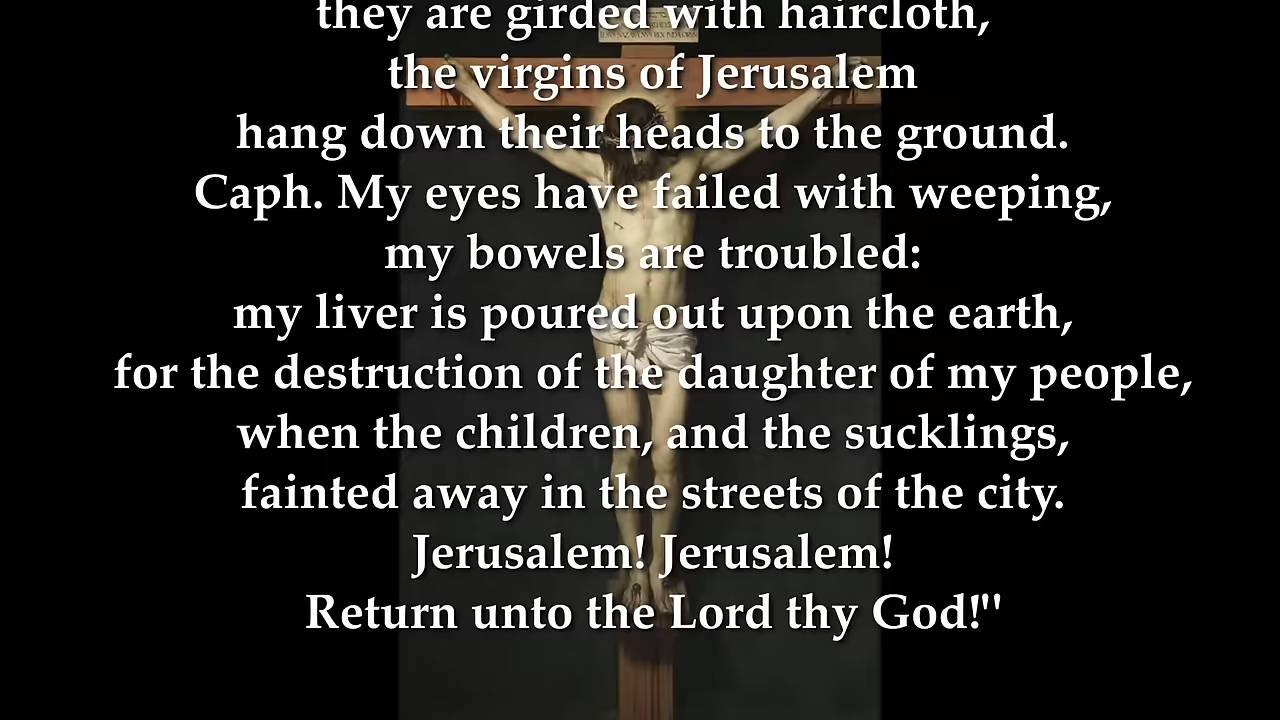 they are girded with haircloth,
the virgins of Jerusalem
hang down their heads to the ground.
Caph. My eyes have failed with weeping,
my bowels are troubled:
my liver is poured out upon the earth,
for the destruction of the daughter of my people,
when the children, and the sucklings,
fainted away in the streets of the city.
Jerusalem! Jerusalem!
Return unto the Lord thy God!"